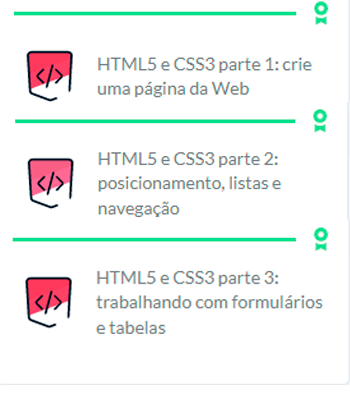 HTML5 e CSS3 parte 1: crie
uma página da Web
HTML5 e CSS3 parte 2:
posicionamento, listas e
navegação
HTML5 e CSS3 parte 3:
trabalhando com formulários
e tabelas